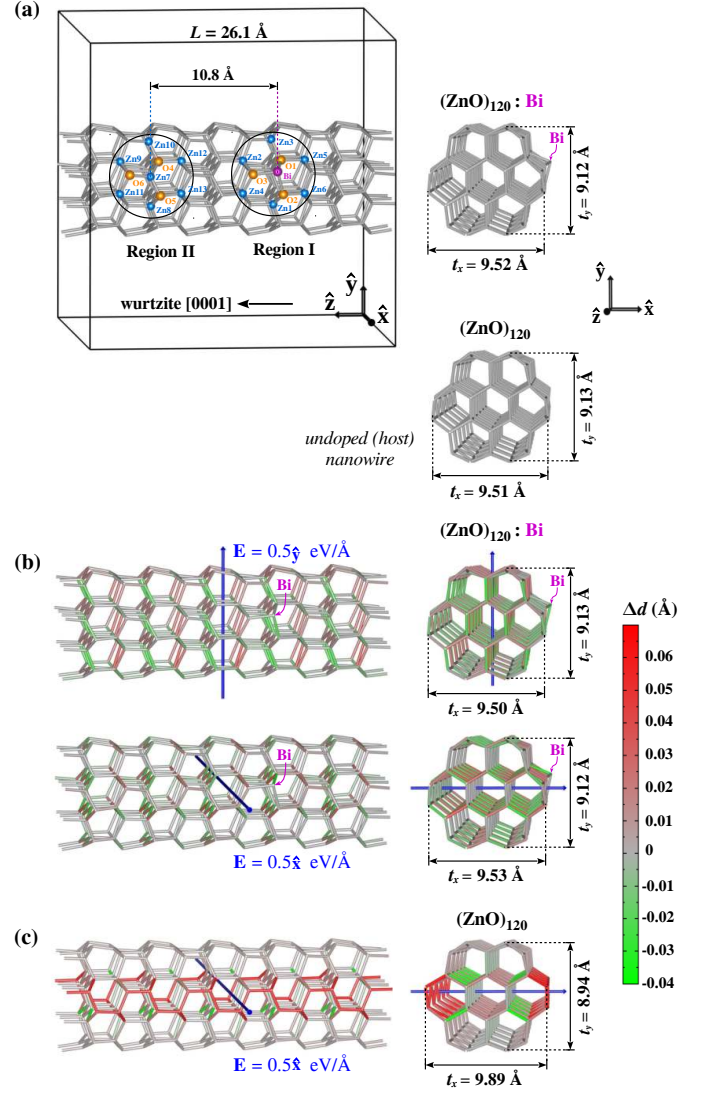 (a)
L = 26.1 Å
10.8 Å
Zn10
Zn3
Zn9
O4
Zn12
Zn2
O1
Zn5
O6
Zn7
O3
Bi
Zn11
Zn13
Zn4
Zn6
O5
O2
Zn8
Zn1
Region II
Region I
wurtzite [0001]
ŷ
ẑ
x̂
(ZnO)120 : Bi
Bi
ty = 9.12 Å
tx = 9.52 Å
ŷ
ẑ
x̂
(ZnO)120
undoped (host)
nanowire
ty = 9.13 Å
tx = 9.51 Å
(b)
E = 0.5ŷ eV/Å
Bi
(ZnO)120 : Bi
Bi
ty = 9.13 Å
tx = 9.50 Å
Bi
E = 0.5x̂ eV/Å
Bi
ty = 9.12 Å
tx = 9.53 Å
(c)
E = 0.5x̂ eV/Å
(ZnO)120
ty = 8.94 Å
tx = 9.89 Å
Δd (Å)
0.06
0.05
0.04
0.03
0.02
0.01
0
-0.01
-0.02
-0.03
-0.04